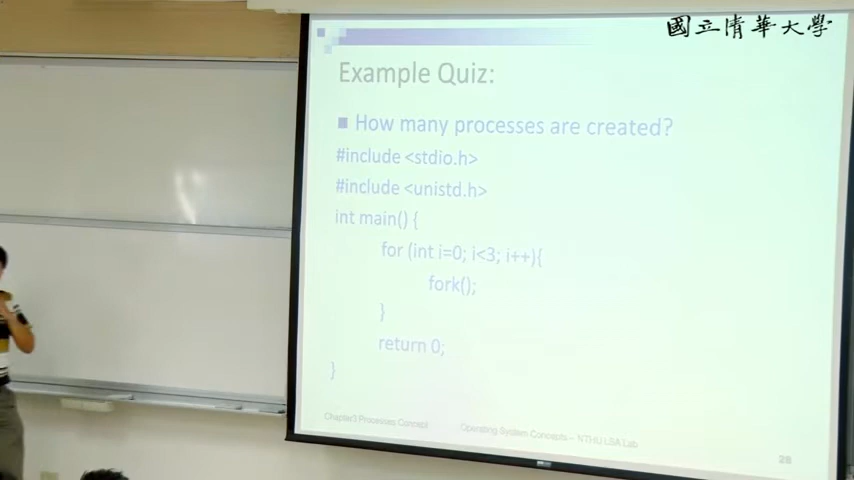 國立清華大學
Example Quiz:
How many processes are created?
#include <stdio.h>
#include <unistd.h>
int main() {
for (int i=0; i<3; i++){
fork();
}
return 0;
}
Chapter3 Processes Concept
Operating System Concepts – NTHU LSA Lab
28